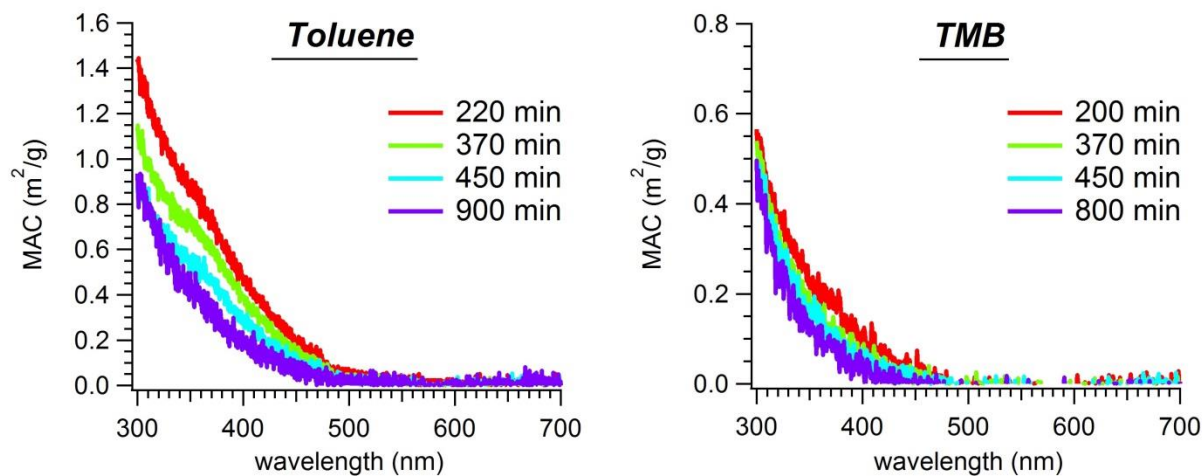 Toluene
MAC (m²/g)
1.6
1.4
1.2
1.0
0.8
0.6
0.4
0.2
0.0
220 min
370 min
450 min
900 min
300 400 500 600 700
wavelength (nm)
TMB
MAC (m²/g)
0.8
0.6
0.4
0.2
0.0
200 min
370 min
450 min
800 min
300 400 500 600 700
wavelength (nm)